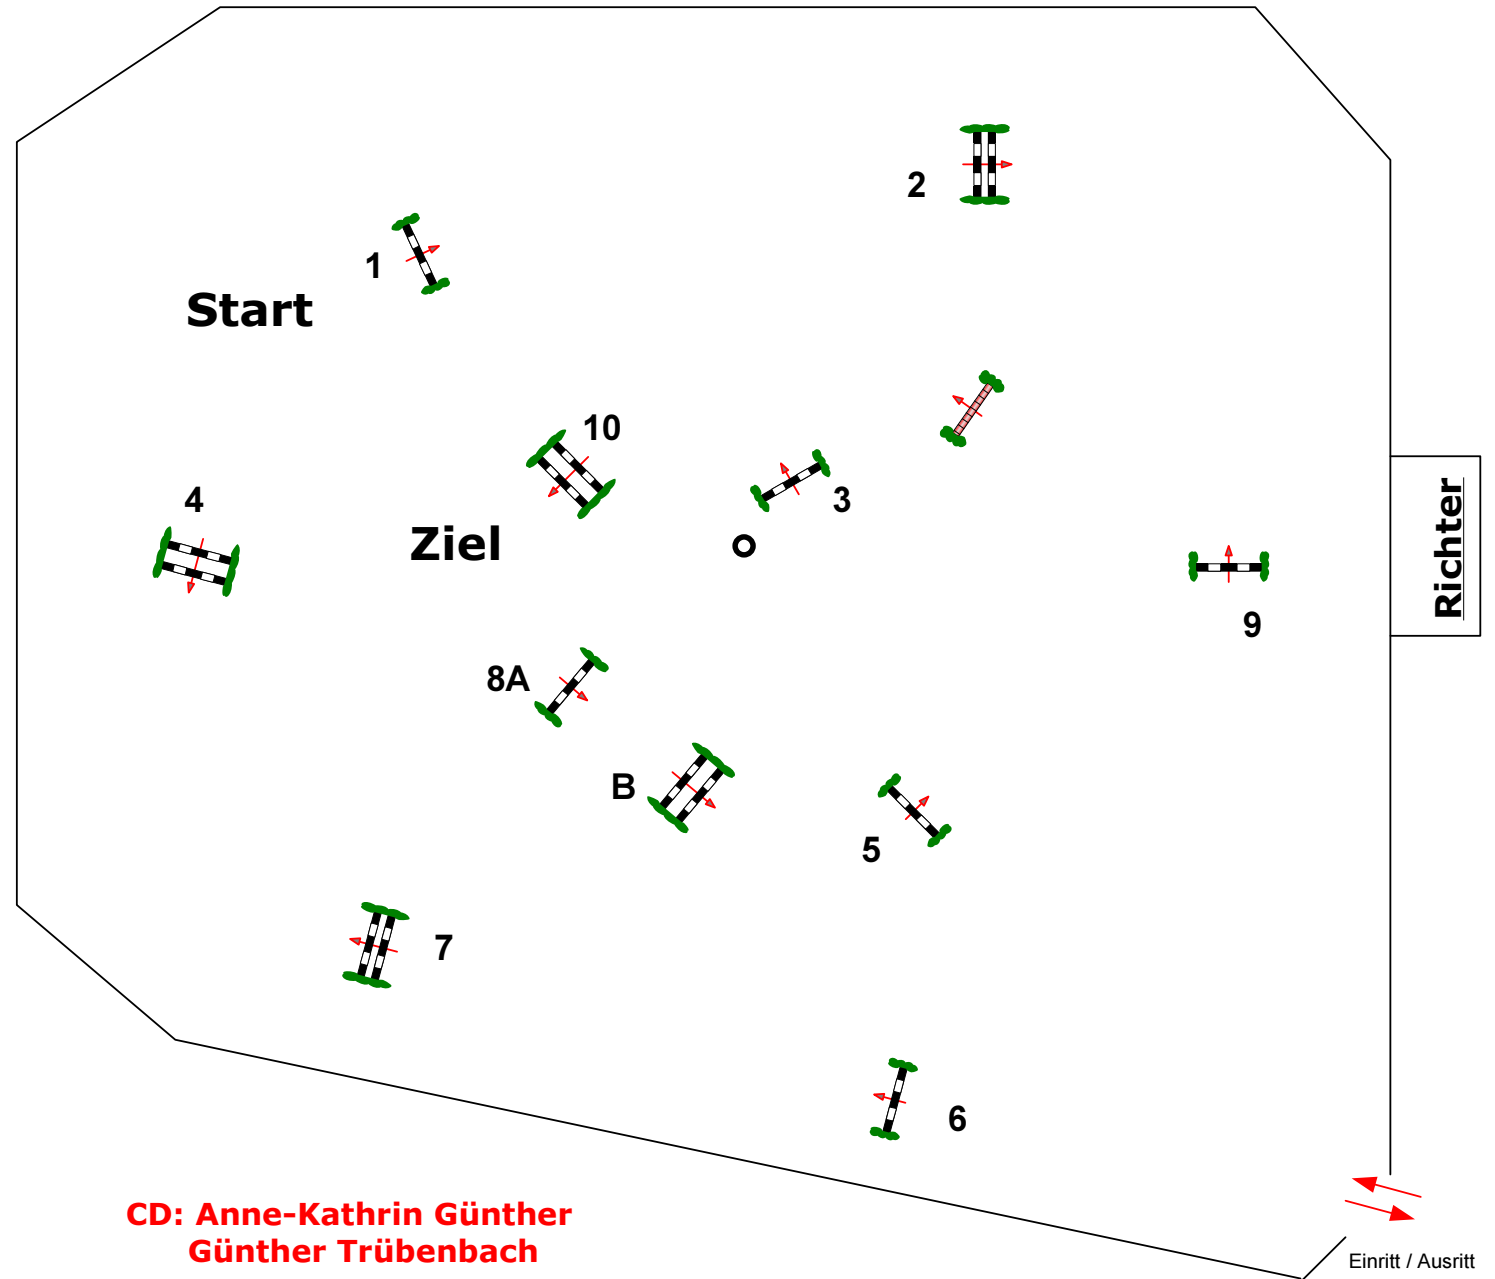 2
1
Start
10
4
3
Ziel
Richter
9
8A
B
5
7
6
CD: Anne-Kathrin Günther
Günther Trübenbach
Einritt / Ausritt